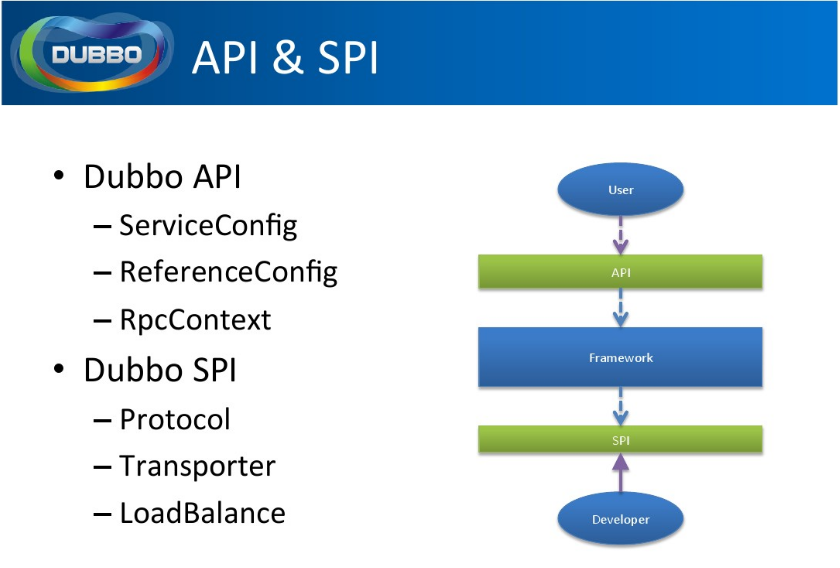 DUBBO
API & SPI
• Dubbo API
– ServiceConfig
– ReferenceConfig
– RpcContext
• Dubbo SPI
– Protocol
– Transporter
– LoadBalance
User
API
Framework
SPI
Developer